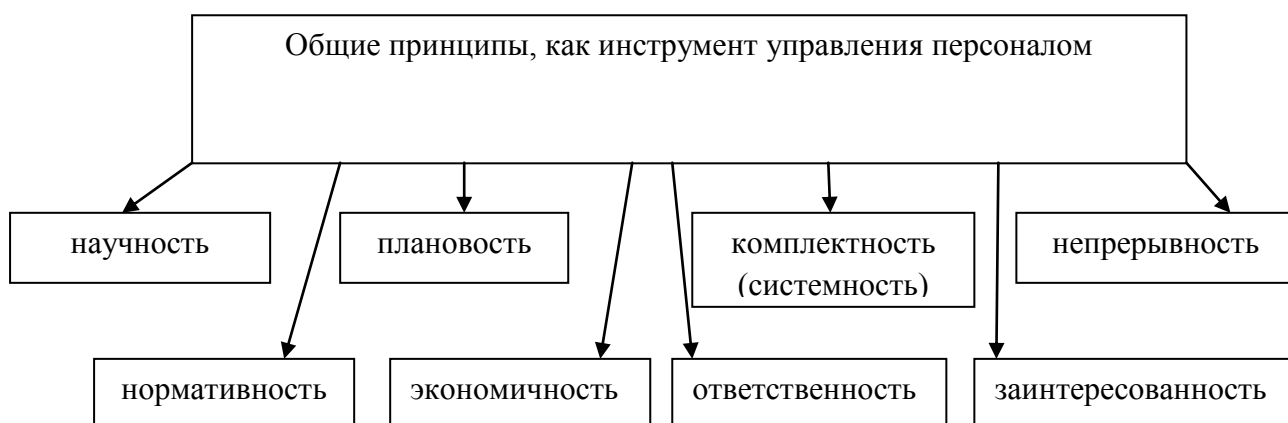 Общие принципы, как инструмент управления персоналом
научность
плановость
комплектность
(системность)
непрерывность
нормативность
экономичность
ответственность
заинтересованность